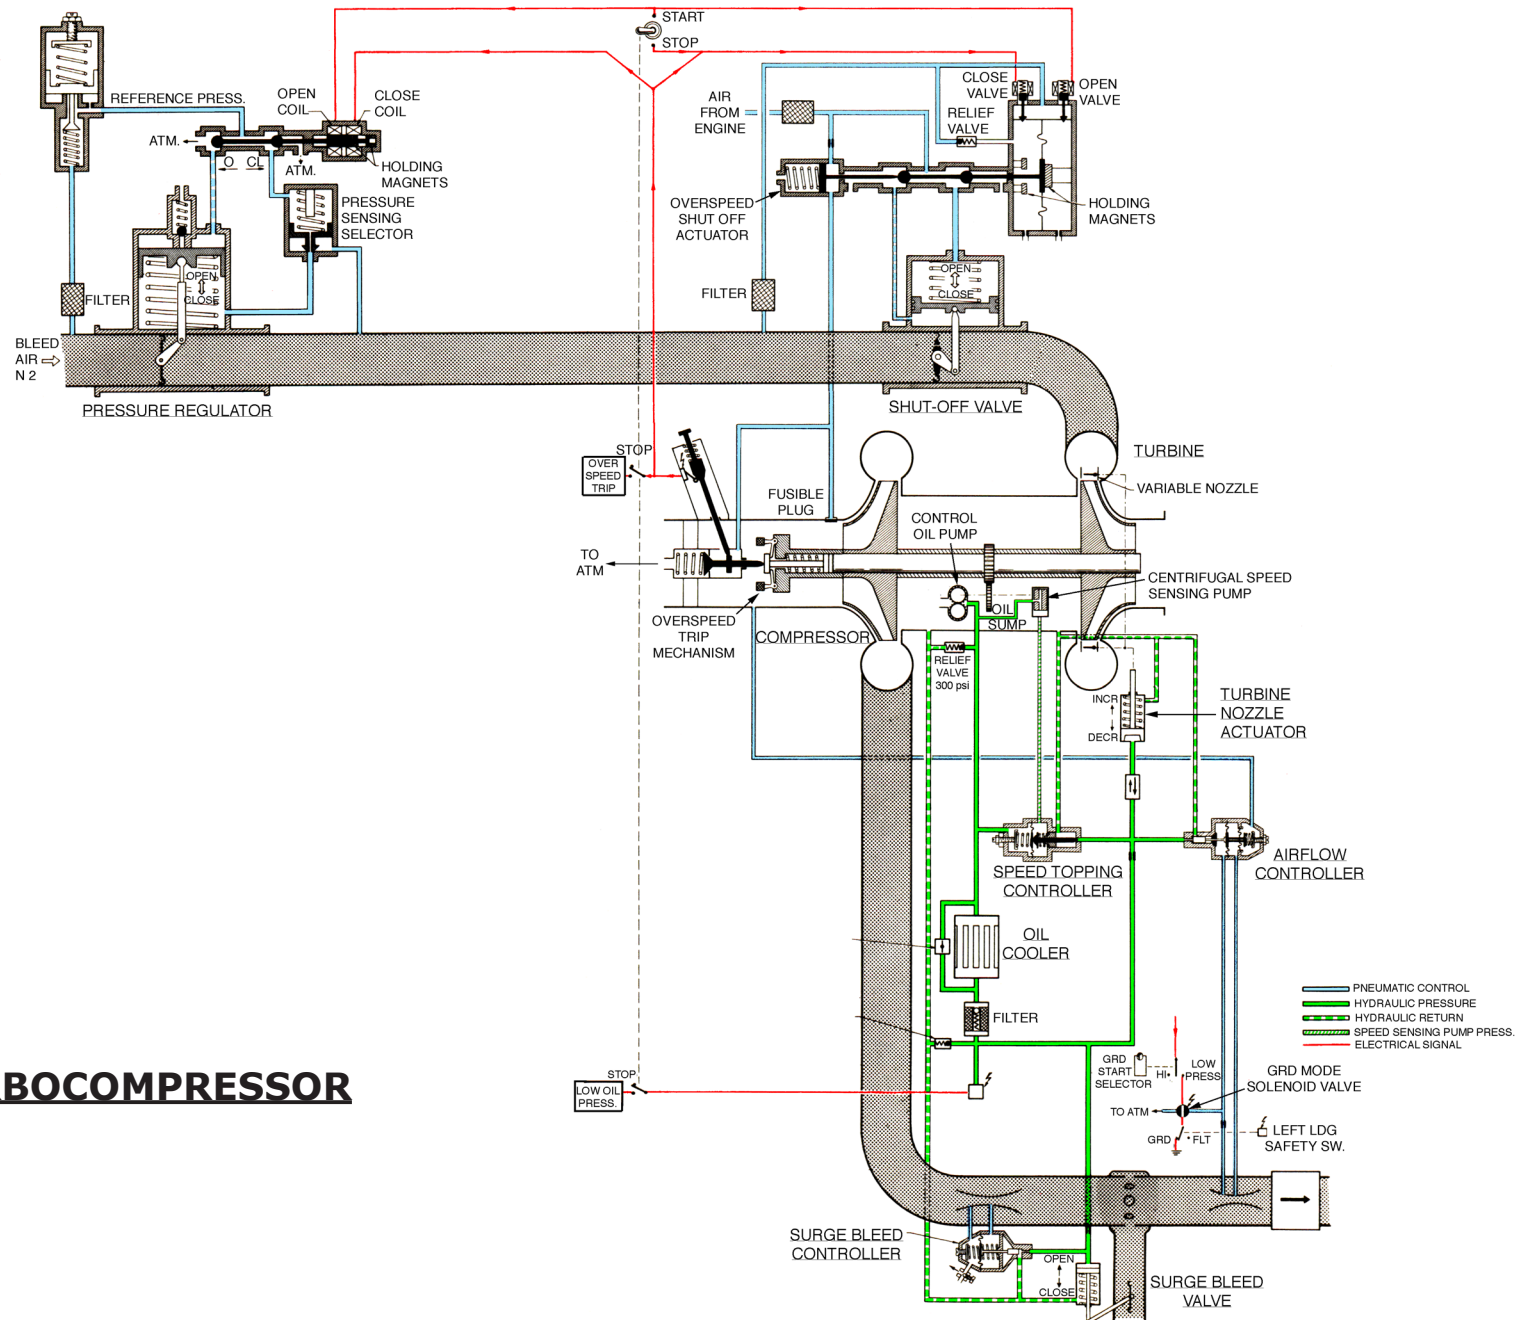 START
STOP
REFERENCE PRESS.
OPEN
COIL
CLOSE
COIL
ATM.
O
CL
ATM.
HOLDING
MAGNETS
PRESSURE
SENSING
SELECTOR
OPEN
CLOSE
FILTER
BLEED
AIR
N 2
PRESSURE REGULATOR
AIR
FROM
ENGINE
CLOSE
VALVE
OPEN
VALVE
RELIEF
VALVE
OVERSPEED
SHUT OFF
ACTUATOR
HOLDING
MAGNETS
FILTER
OPEN
CLOSE
SHUT-OFF VALVE
STOP
OVER
SPEED
TRIP
TURBINE
VARIABLE NOZZLE
FUSIBLE
PLUG
CONTROL
OIL PUMP
TO
ATM
CENTRIFUGAL SPEED
SENSING PUMP
OVERSPEED
TRIP
MECHANISM
COMPRESSOR
OIL
SUMP
RELIEF
VALVE
300 psi
INCR
DECR
TURBINE
NOZZLE
ACTUATOR
SPEED TOPPING
CONTROLLER
AIRFLOW
CONTROLLER
OIL
COOLER
FILTER
PNEUMATIC CONTROL
HYDRAULIC PRESSURE
HYDRAULIC RETURN
SPEED SENSING PUMP PRESS.
ELECTRICAL SIGNAL
GRD
START
SELECTOR
HI
LOW
PRESS
GRD MODE
SOLENOID VALVE
TO ATM
GRD
FLT
LEFT LDG
SAFETY SW.
STOP
LOW OIL
PRESS.
BOCOMPRESSOR
SURGE BLEED
CONTROLLER
OPEN
CLOSE
SURGE BLEED
VALVE